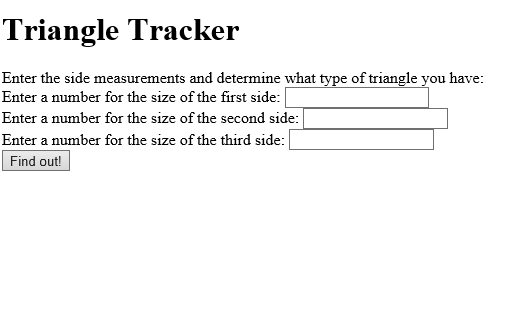 Triangle Tracker
Enter the side measurements and determine what type of triangle you have:
Enter a number for the size of the first side:
Enter a number for the size of the second side:
Enter a number for the size of the third side:
Find out!